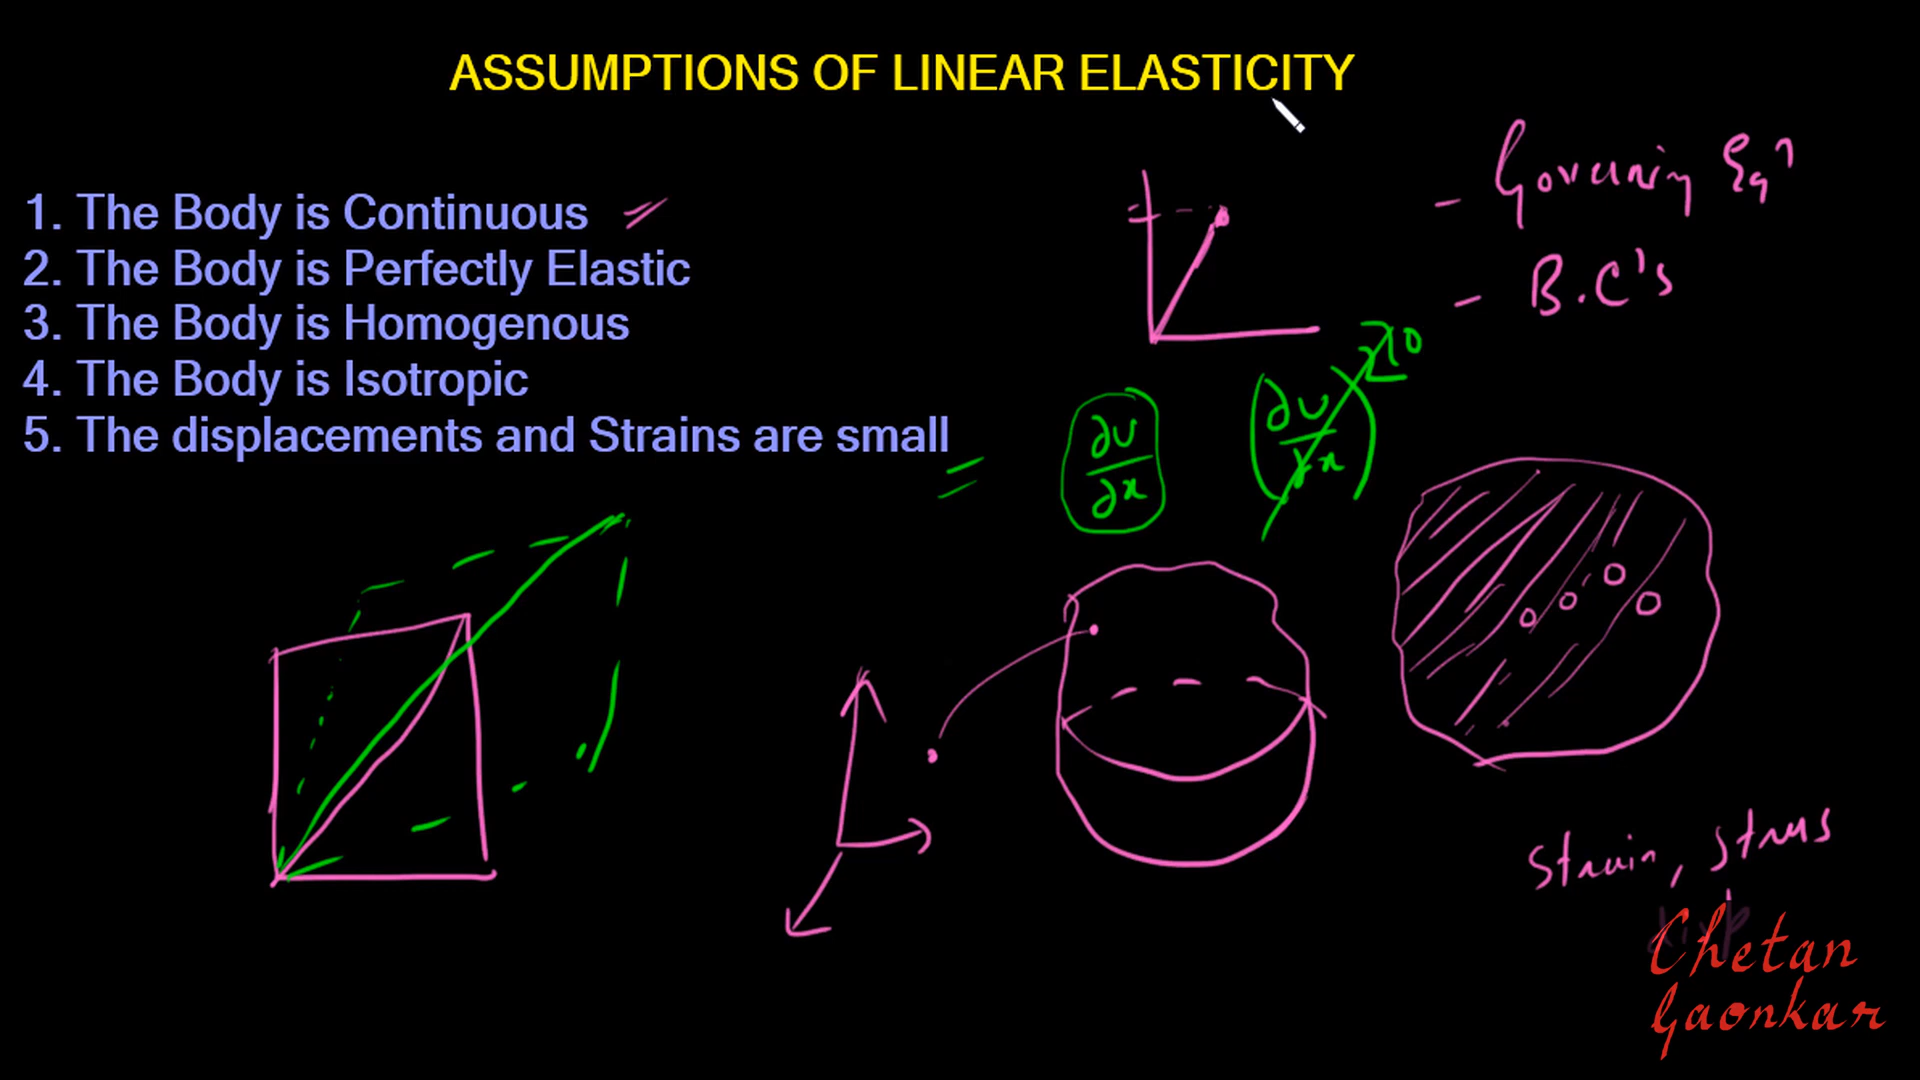 ASSUMPTIONS OF LINEAR ELASTICITY
1. The Body is Continuous
2. The Body is Perfectly Elastic
3. The Body is Homogenous
4. The Body is Isotropic
5. The displacements and Strains are small
- Governing Eqn
- B.C's
∂u/∂x (∂u/∂x)
Strain, stress
Chetan
Gaonkar